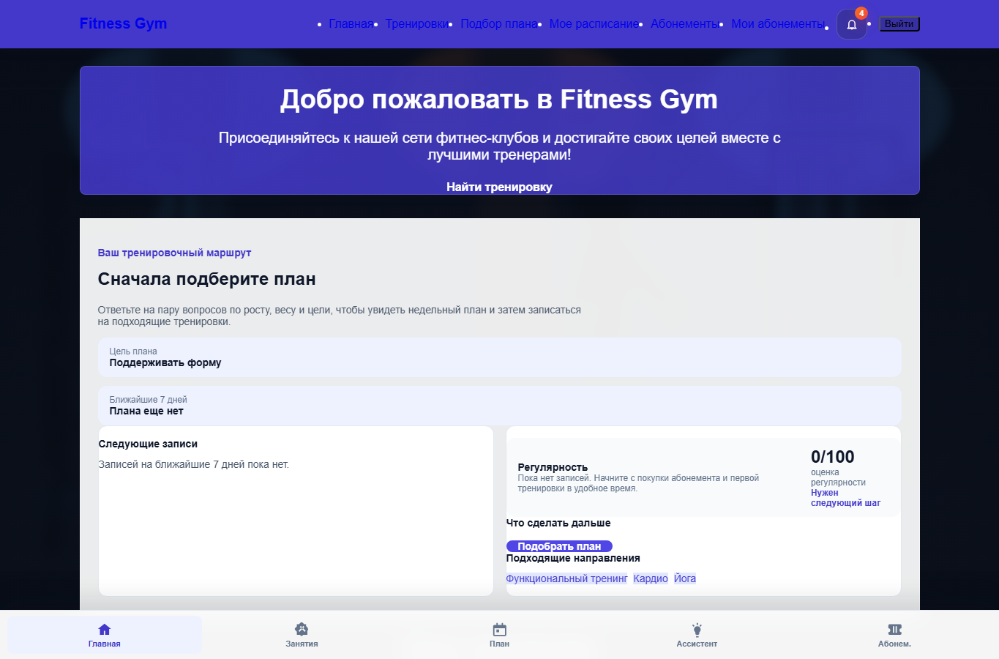 Fitness Gym
Главная
Тренировки
Подбор плана
Мое расписание
Абонементы
Мои абонементы
4
Выйти
Добро пожаловать в Fitness Gym
Присоединяйтесь к нашей сети фитнес-клубов и достигайте своих целей вместе с
лучшими тренерами!
Найти тренировку
Ваш тренировочный маршрут
Сначала подберите план
Ответьте на пару вопросов по росту, весу и цели, чтобы увидеть недельный план и затем записаться
на подходящие тренировки.
Цель плана
Поддерживать форму
Ближайшие 7 дней
Плана еще нет
Следующие записи
Записей на ближайшие 7 дней пока нет.
Регулярность
Пока нет записей. Начните с покупки абонемента и первой
тренировки в удобное время.
0/100
оценка
регулярности
Нужен
следующий шаг
Что сделать дальше
Подобрать план
Подходящие направления
Функциональный тренинг
Кардио
Йога
Главная
Занятия
План
Ассистент
Абонем.